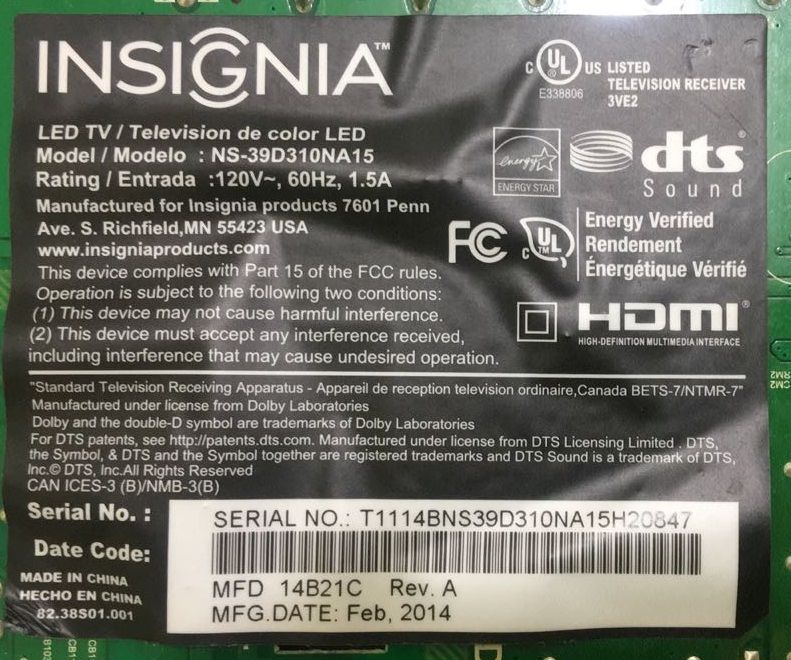 INSIGNIA™
C UL US LISTED
E338806
TELEVISION RECEIVER
3VE2
LED TV / Television de color LED
Model / Modelo : NS-39D310NA15
Rating / Entrada :120V~, 60Hz, 1.5A
Manufactured for Insignia products 7601 Penn
Ave. S. Richfield,MN 55423 USA
www.insigniaproducts.com
This device complies with Part 15 of the FCC rules.
Operation is subject to the following two conditions:
(1) This device may not cause harmful interference.
(2) This device must accept any interference received,
including interference that may cause undesired operation.
energy
ENERGY STAR
dts®
Sound
FC
C UL TM
Energy Verified
Rendement
Énergétique Vérifié
HDMI®
HIGH-DEFINITION MULTIMEDIA INTERFACE
"Standard Television Receiving Apparatus - Appareil de reception television ordinaire,Canada BETS-7/NTMR-7"
Manufactured under license from Dolby Laboratories
Dolby and the double-D symbol are trademarks of Dolby Laboratories
For DTS patents, see http://patents.dts.com. Manufactured under license from DTS Licensing Limited . DTS,
the Symbol, & DTS and the Symbol together are registered trademarks and DTS Sound is a trademark of DTS,
Inc.© DTS, Inc.All Rights Reserved
CAN ICES-3 (B)/NMB-3(B)
Serial No. :
SERIAL NO.: T1114BNS39D310NA15H20847
Date Code:
MFD 14B21C Rev. A
MFG.DATE: Feb, 2014
MADE IN CHINA
HECHO EN CHINA
82.38S01.001